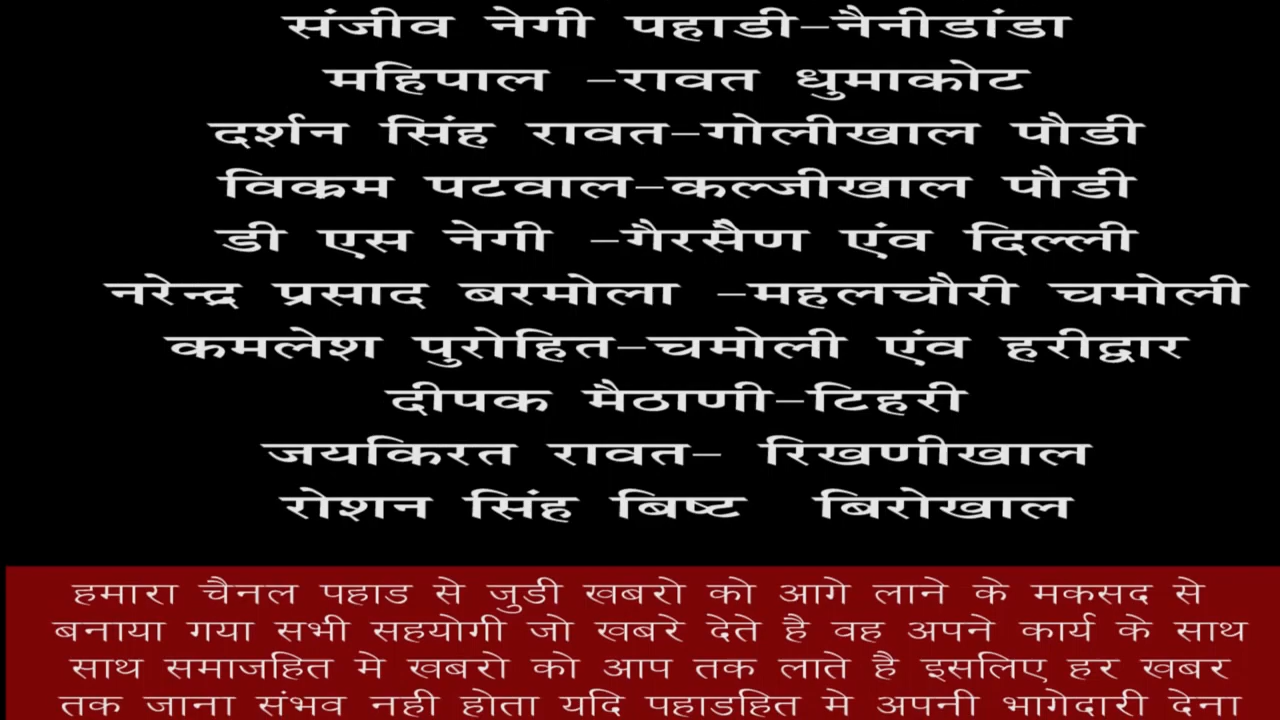 संजीव नेगी पहाडी-नैनीडांडा
महिपाल -रावत धुमाकोट
दर्शन सिंह रावत-गोलीखाल पौडी
विक्रम पटवाल-कल्जीखाल पौडी
डी एस नेगी -गैरसैण एंव दिल्ली
नरेन्द्र प्रसाद बरमोला -महलचौरी चमोली
कमलेश पुरोहित-चमोली एंव हरीद्वार
दीपक मैठाणी-टिहरी
जयकिरत रावत- रिखणीखाल
रोशन सिंह बिष्ट बिरोखाल
हमारा चैनल पहाड से जुडी खबरो को आगे लाने के मकसद से
बनाया गया सभी सहयोगी जो खबरे देते है वह अपने कार्य के साथ
साथ समाजहित मे खबरो को आप तक लाते है इसलिए हर खबर
तक जाना संभव नही होता यदि पहाडहित मे अपनी भागेदारी देना